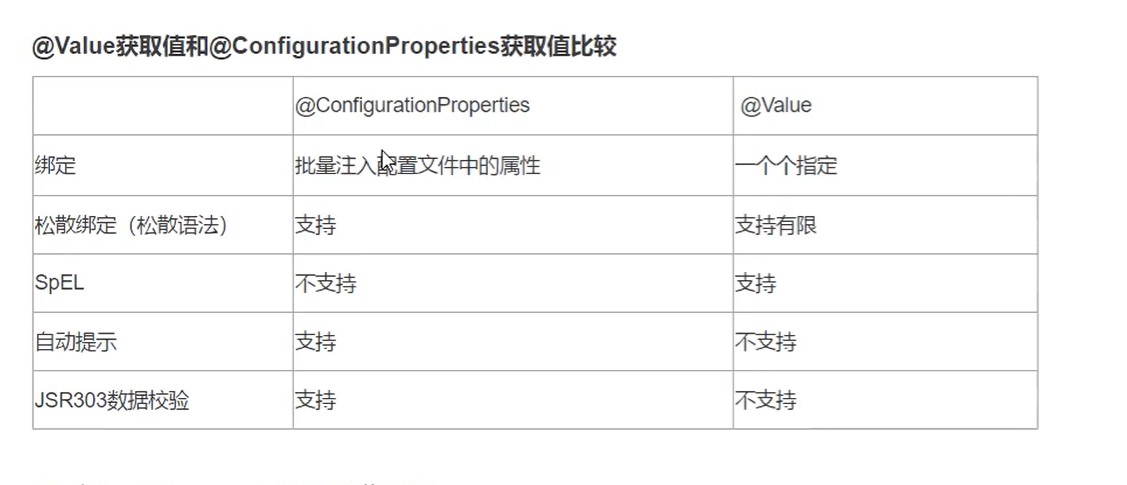 @Value获取值和@ConfigurationProperties获取值比较
@ConfigurationProperties @Value
绑定 批量注入配置文件中的属性 一个个指定
松散绑定（松散语法） 支持 支持有限
SpEL 不支持 支持
自动提示 支持 不支持
JSR303数据校验 支持 不支持